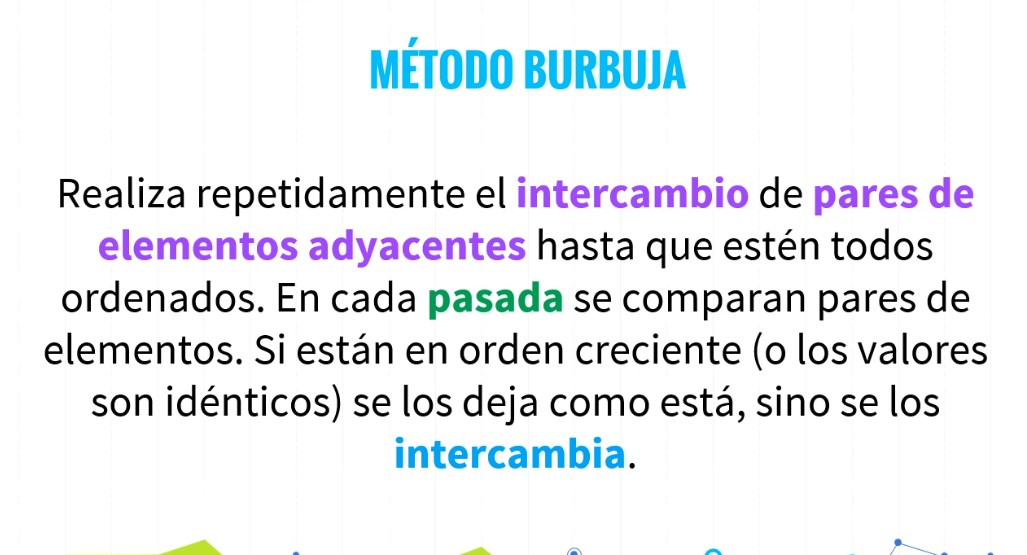 MÉTODO BURBUJA
Realiza repetidamente el intercambio de pares de
elementos adyacentes hasta que estén todos
ordenados. En cada pasada se comparan pares de
elementos. Si están en orden creciente (o los valores
son idénticos) se los deja como está, sino se los
intercambia.